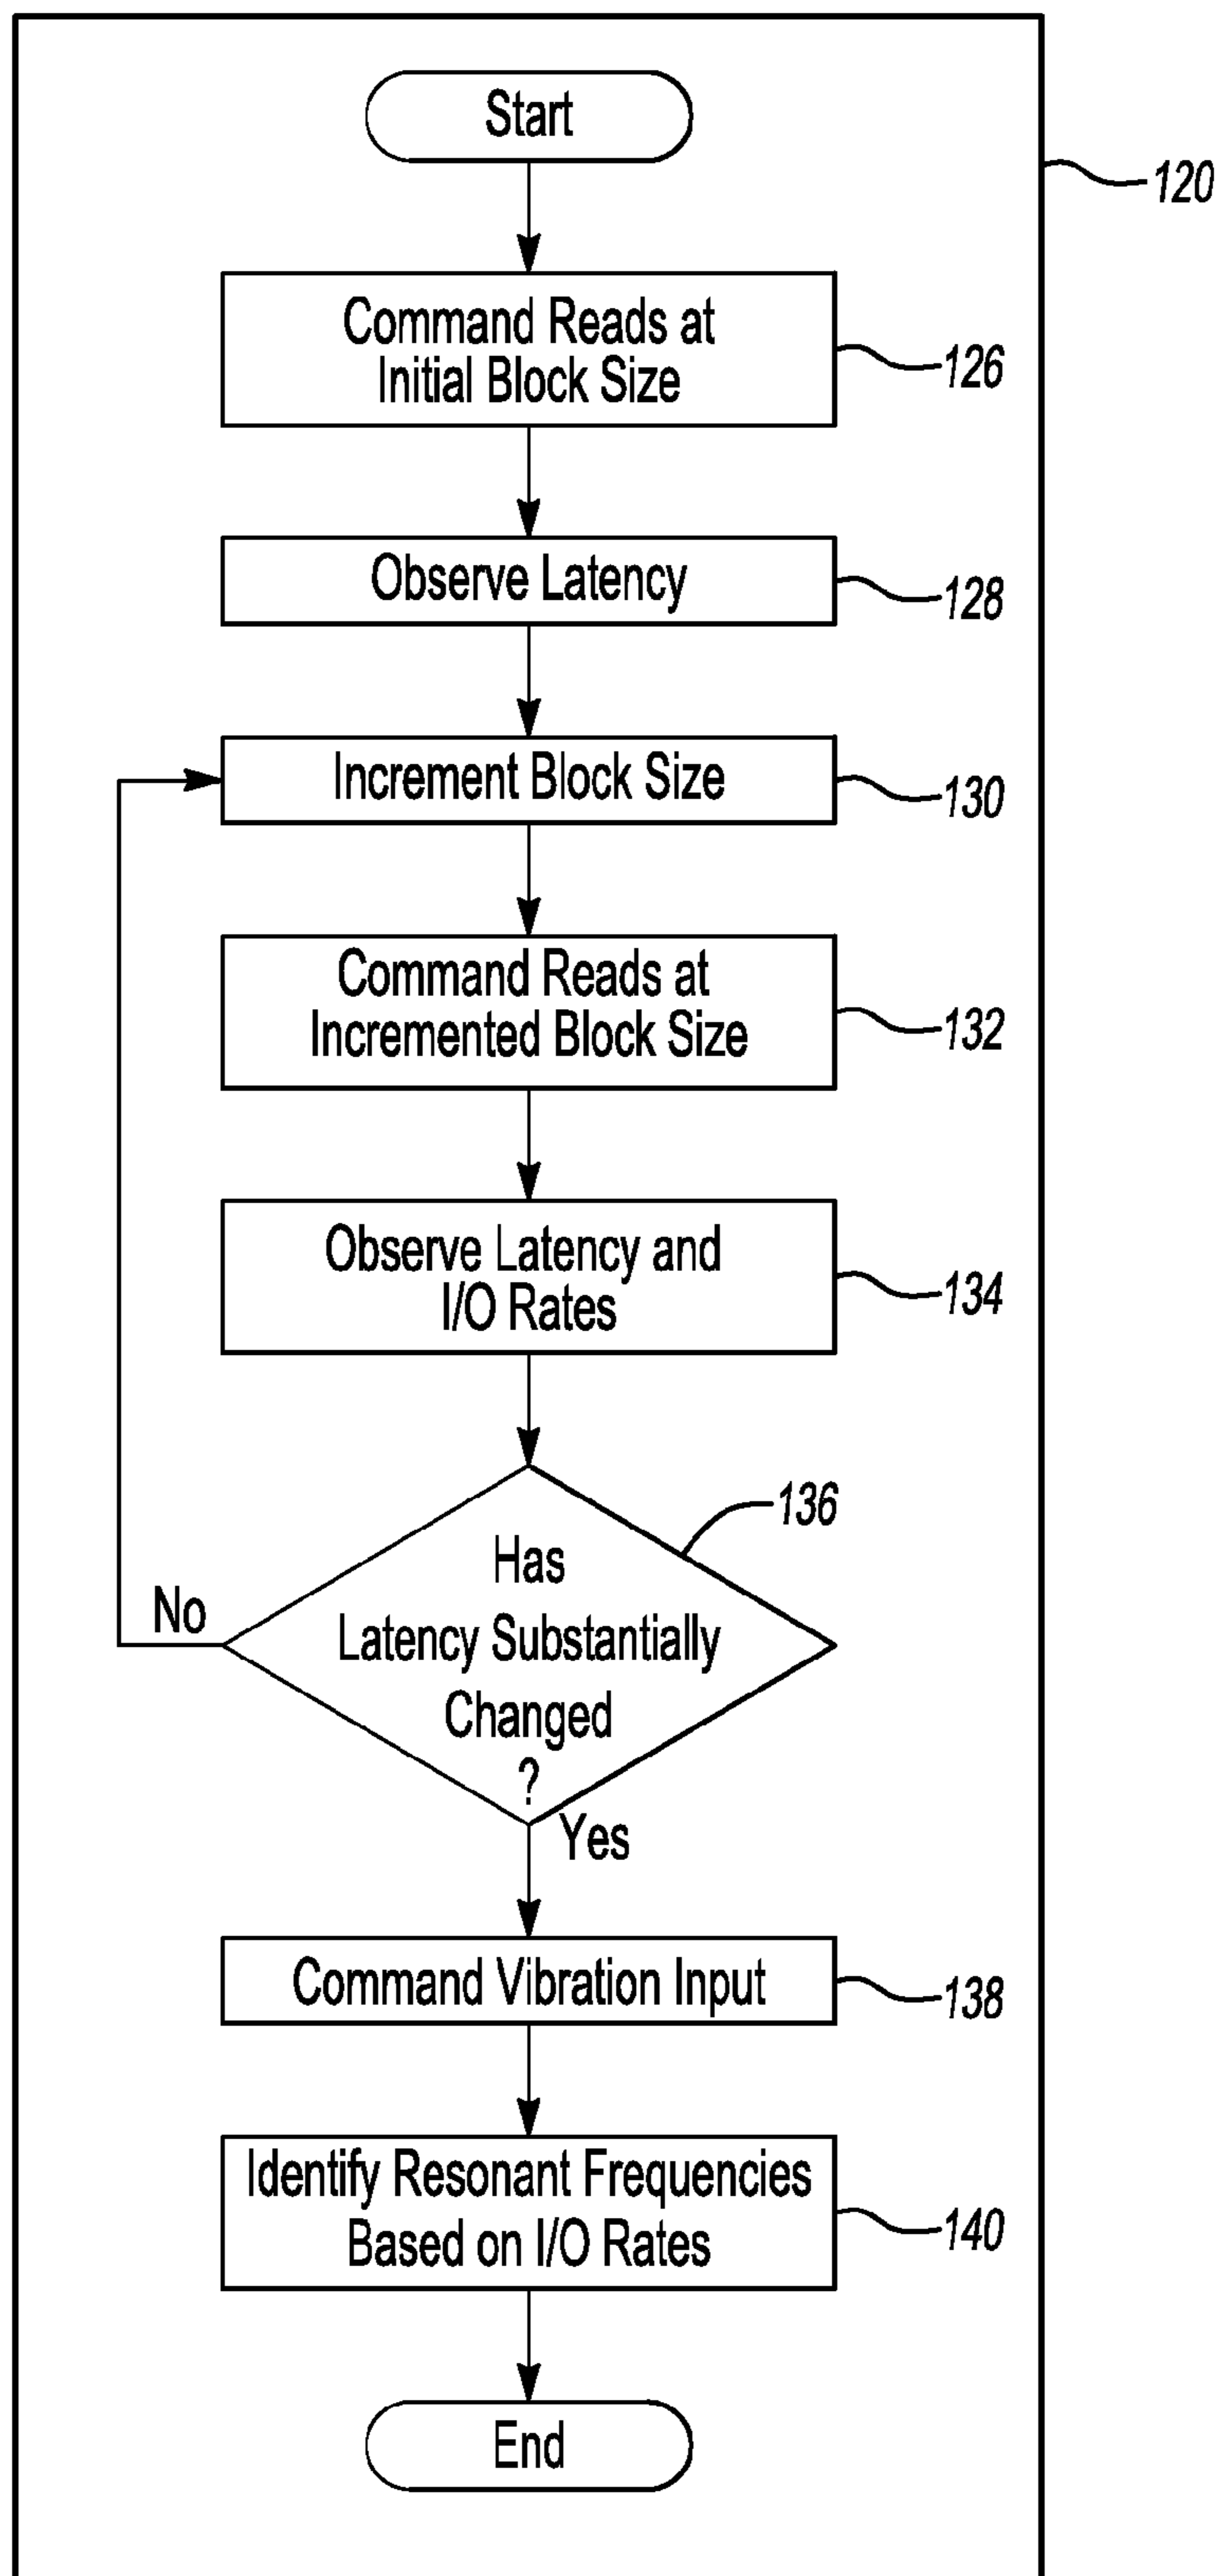 Start
120
Command Reads at
Initial Block Size
126
Observe Latency
128
Increment Block Size
130
Command Reads at
Incremented Block Size
132
Observe Latency and
I/O Rates
134
136
Has
Latency Substantially
Changed
?
No
Yes
Command Vibration Input
138
Identify Resonant Frequencies
Based on I/O Rates
140
End